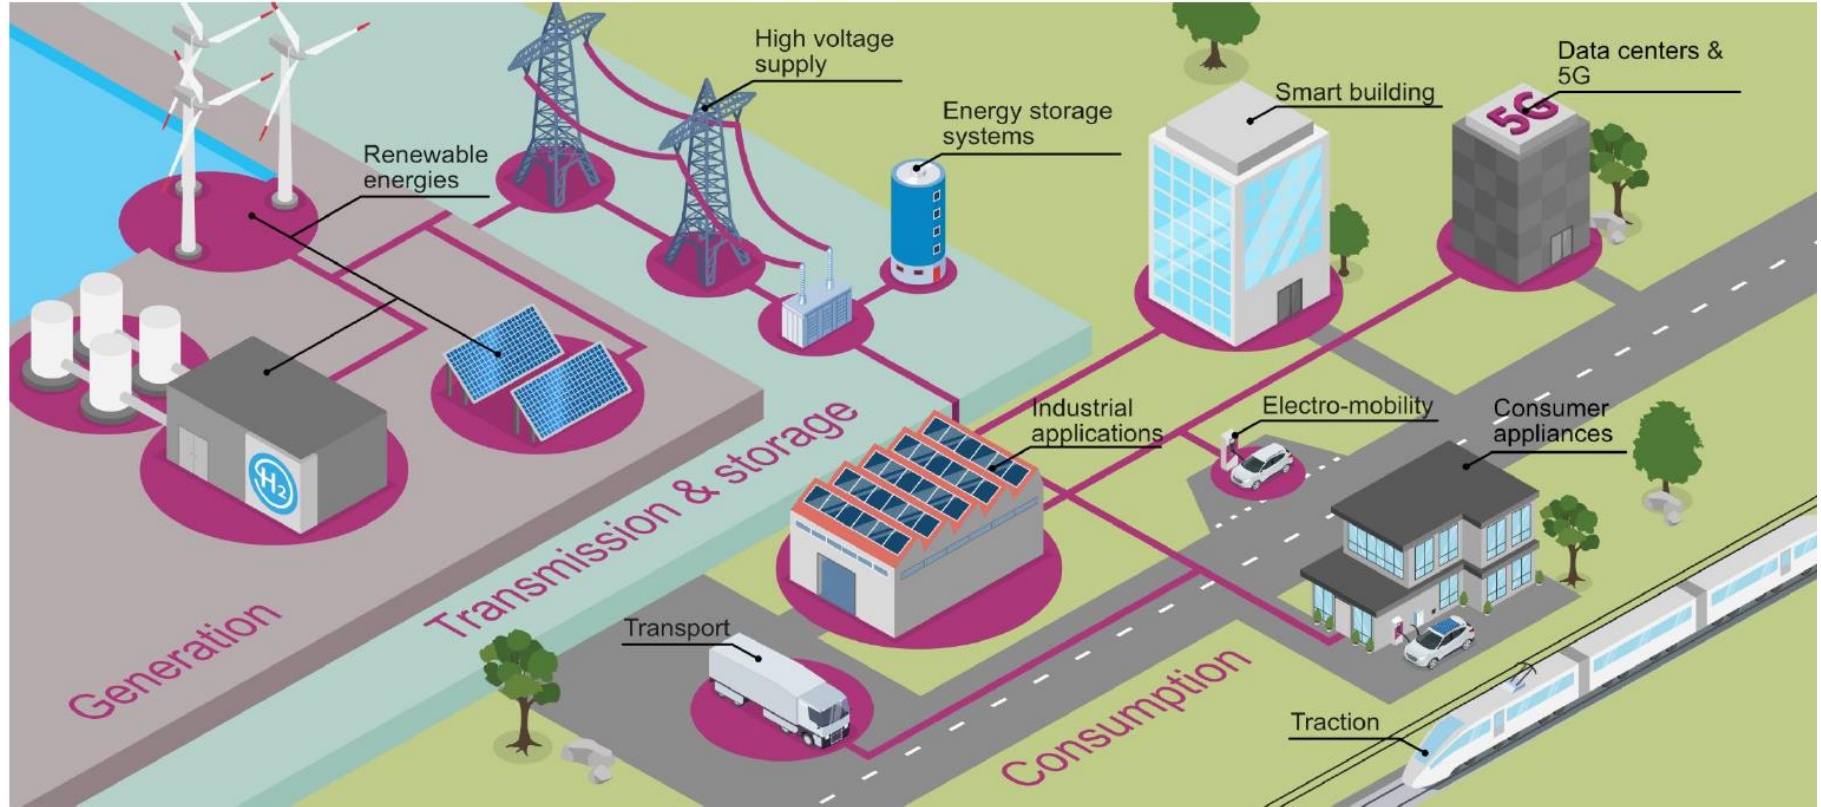 High voltage
supply
Data centers &
5G
Smart building
5G
Energy storage
systems
Renewable
energies
Industrial
applications
Electro-mobility
Consumer
appliances
H2
Transmission & storage
Generation
Transport
Consumption
Traction